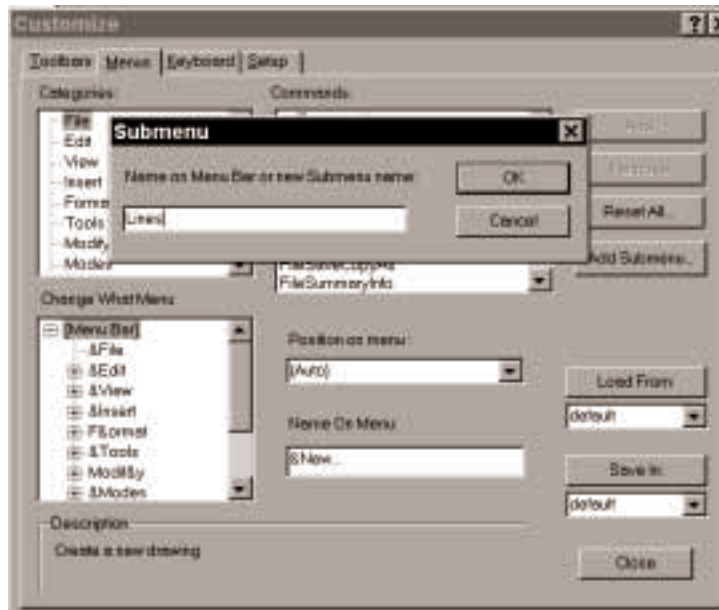 Customize
Toolbars Menus Keyboard Setup
Categories: Commands:
File
Edit
View
Insert
Tools
Modify
Modes
Submenu
Name on Menu Bar or new Submenu name:
Lines
OK
Cancel
Reset All...
Add Submenu...
FileSaveCopyAs
FileSummaryInfo
Change What Menu
[Menu Bar]
&File
&Edit
&View
&Insert
F&ormat
&Tools
Modif&y
&Modes
Position on menu:
(Auto)
Name On Menu
&New...
Load From:
default
Save In:
default
Description
Create a new drawing
Close